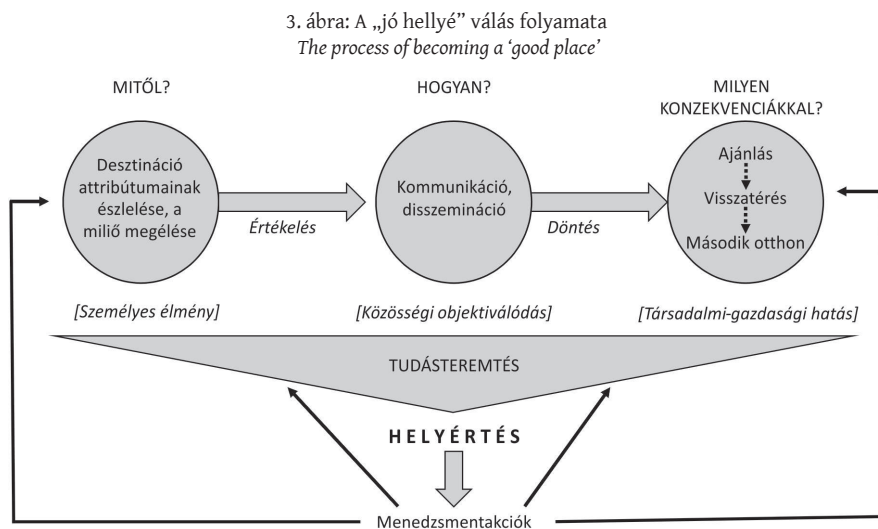 3. ábra: A „jó hellyé” válás folyamata
The process of becoming a ‘good place’
MITŐL?
HOGYAN?
MILYEN
KONZEKVENCIÁKKAL?
Desztináció
attribútumainak
észlelése, a
miliő megélése
Értékelés
Kommunikáció,
disszemináció
Döntés
Ajánlás
Visszatérés
Második otthon
[Személyes élmény]
[Közösségi objektiválódás]
[Társadalmi-gazdasági hatás]
TUDÁSTEREMTÉS
HELYÉRTÉS
Menedzsmentakciók